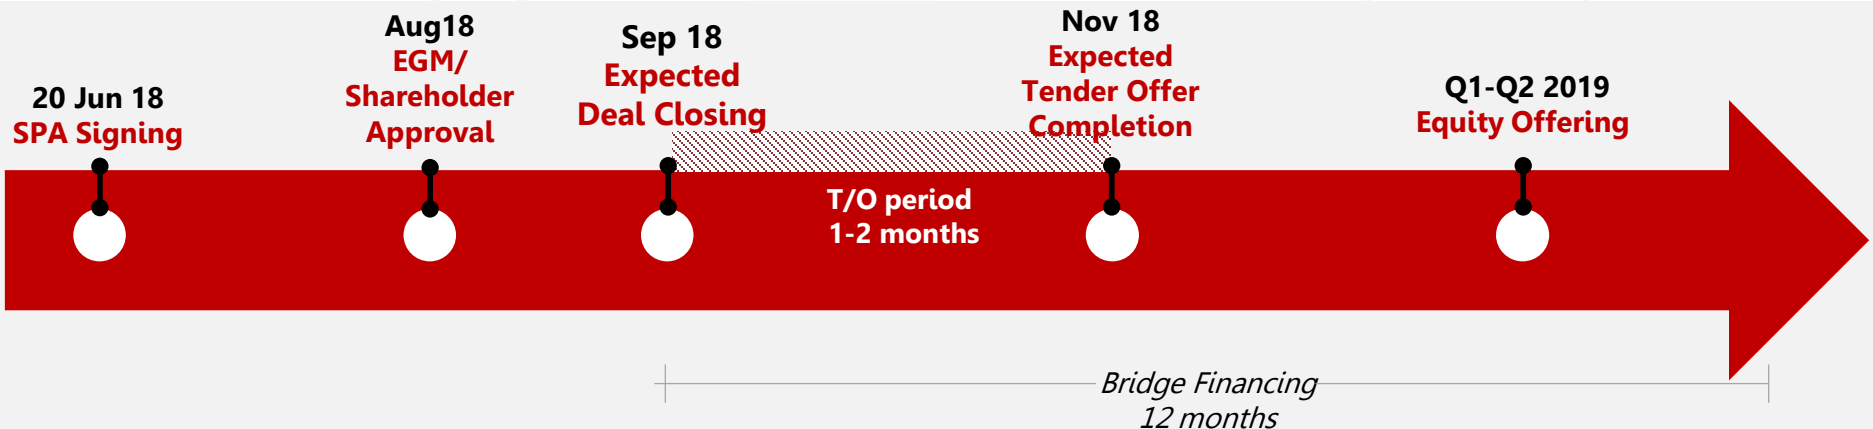 20 Jun 18
SPA Signing
Aug18
EGM/
Shareholder
Approval
Sep 18
Expected
Deal Closing
Nov 18
Expected
Tender Offer
Completion
Q1-Q2 2019
Equity Offering
T/O period
1-2 months
Bridge Financing
12 months